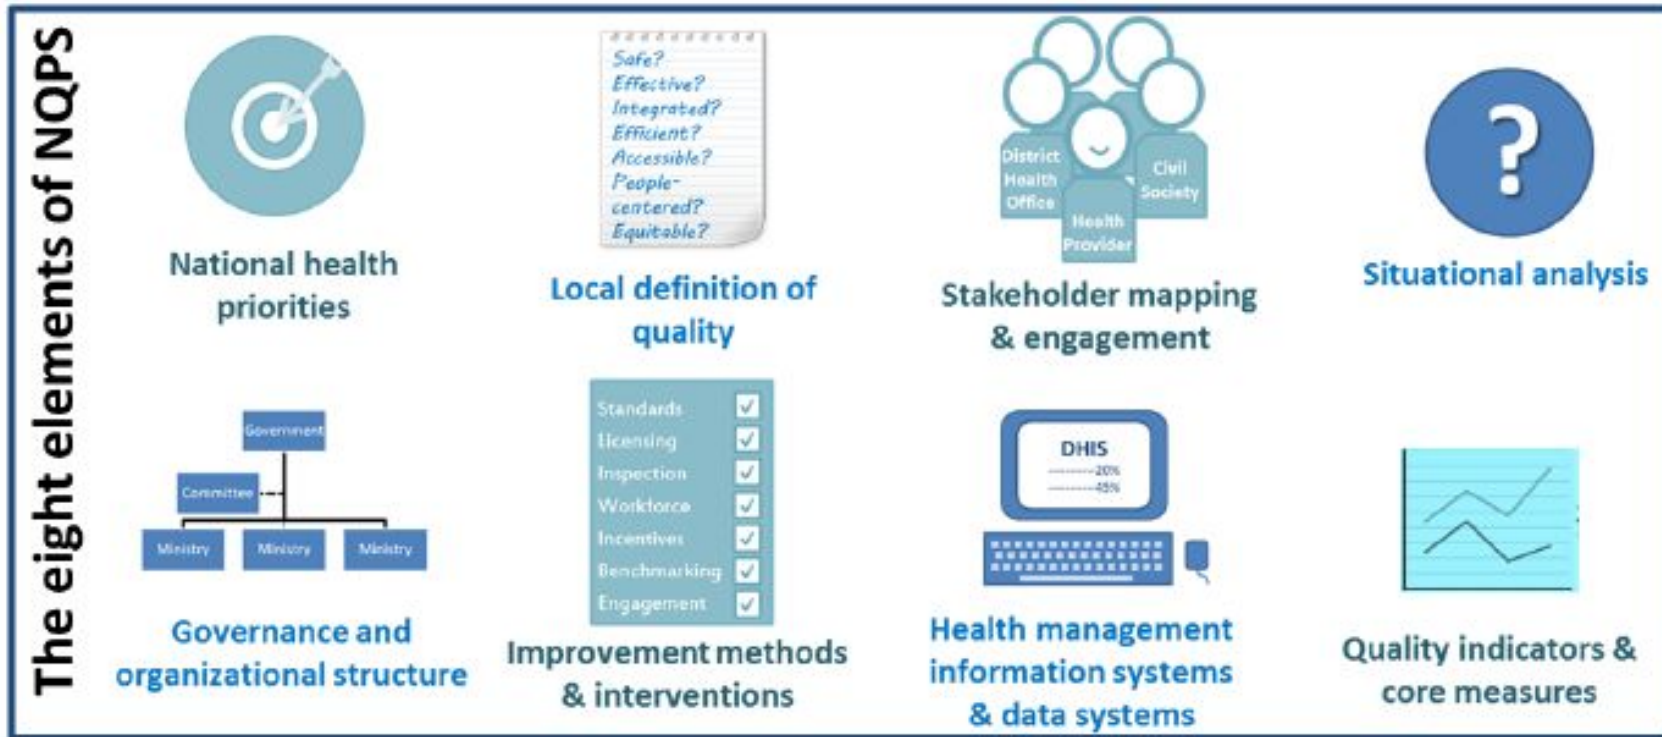 The eight elements of NQPS
National health
priorities
Safe?
Effective?
Integrated?
Efficient?
Accessible?
People-
centered?
Equitable?
Local definition of
quality
District
Health
Office
Civil
Society
Health
Provider
Stakeholder mapping
& engagement
?
Situational analysis
Government
Committee
Ministry Ministry Ministry
Governance and
organizational structure
Standards
Licensing
Inspection
Workforce
Incentives
Benchmarking
Engagement
Improvement methods
& interventions
DHIS
----------20%
----------45%
Health management
information systems
& data systems
Quality indicators &
core measures